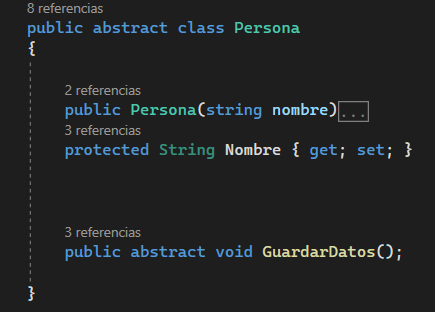 8 referencias
public abstract class Persona
{
2 referencias
public Persona(string nombre)...
3 referencias
protected String Nombre { get; set; }
3 referencias
public abstract void GuardarDatos();
}